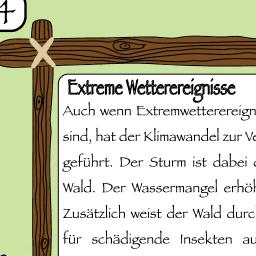 4
Extreme Wetterereignisse
Auch wenn Extremwetterereign
sind, hat der Klimawandel zur Ve
geführt. Der Sturm ist dabei
Wald. Der Wassermangel erhöh
Zusätzlich weist der Wald durc
für schädigende Insekten au